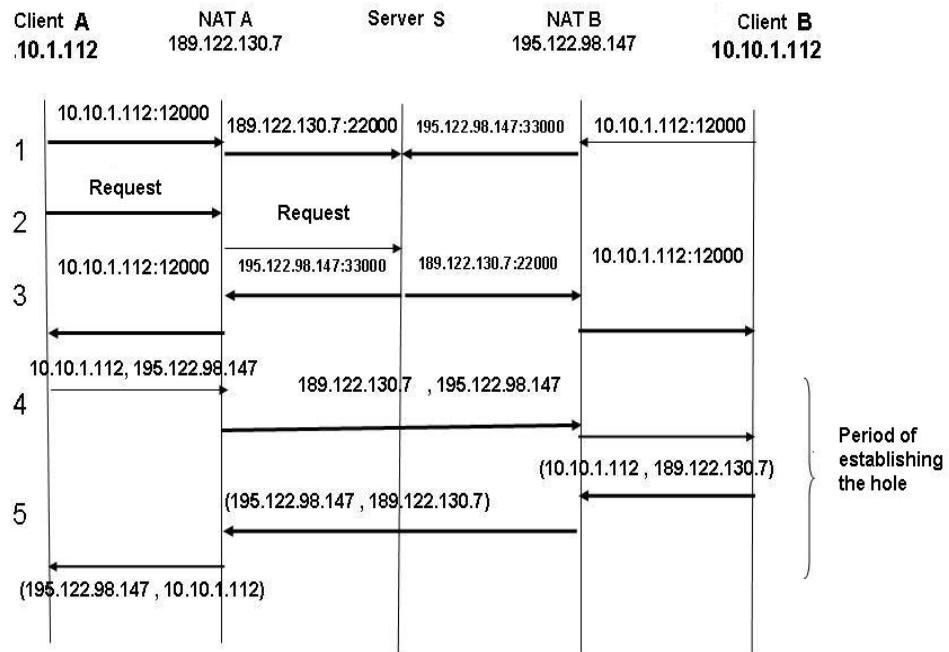 Client A
.10.1.112
NAT A
189.122.130.7
Server S
NAT B
195.122.98.147
Client B
10.10.1.112
1
10.10.1.112:12000
189.122.130.7:22000
195.122.98.147:33000
10.10.1.112:12000
2
Request
Request
3
10.10.1.112:12000
195.122.98.147:33000
189.122.130.7:22000
10.10.1.112:12000
4
10.10.1.112, 195.122.98.147
189.122.130.7 , 195.122.98.147
(10.10.1.112 , 189.122.130.7)
5
(195.122.98.147 , 189.122.130.7)
(195.122.98.147 , 10.10.1.112)
Period of
establishing
the hole